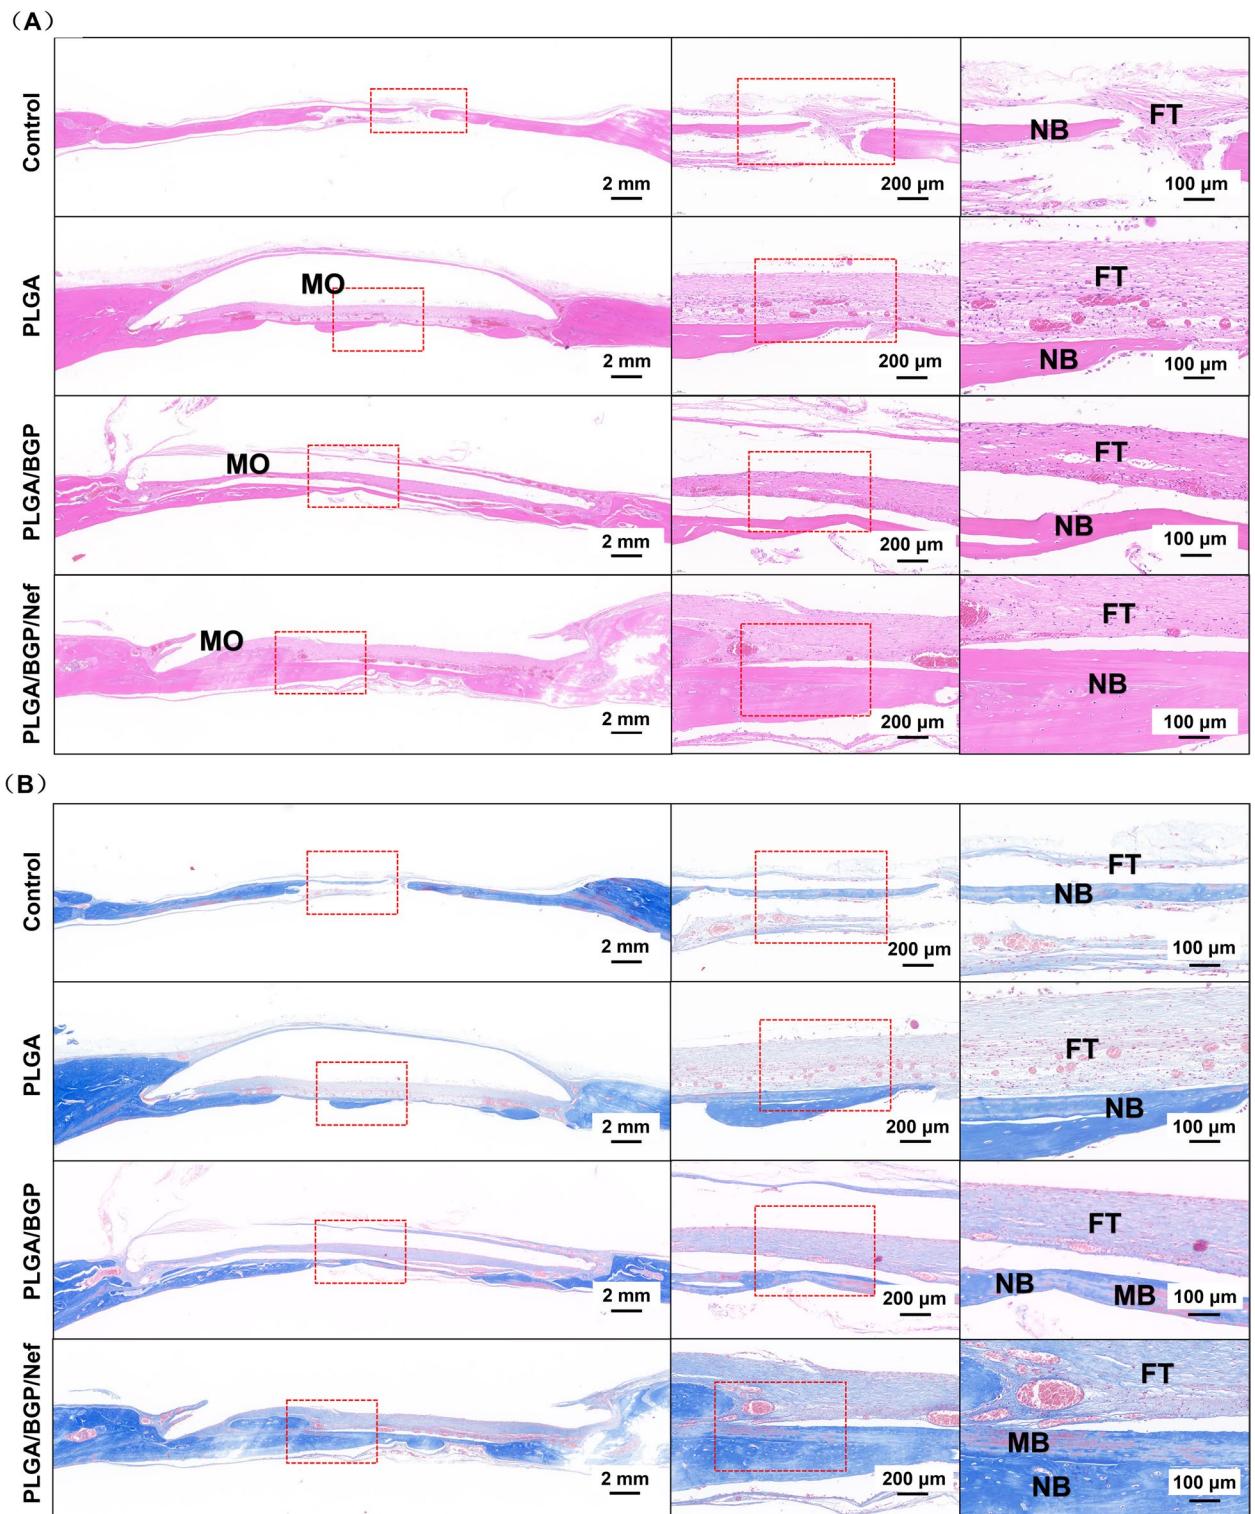 (A)
Control
2 mm
200 µm
NB
FT
100 µm
PLGA
MO
2 mm
200 µm
FT
NB
100 µm
PLGA/BGP
MO
2 mm
200 µm
FT
NB
100 µm
PLGA/BGP/Nef
MO
2 mm
200 µm
FT
NB
100 µm
(B)
Control
2 mm
200 µm
FT
NB
100 µm
PLGA
2 mm
200 µm
FT
NB
100 µm
PLGA/BGP
2 mm
200 µm
FT
NB
MB
100 µm
PLGA/BGP/Nef
2 mm
200 µm
FT
MB
NB
100 µm